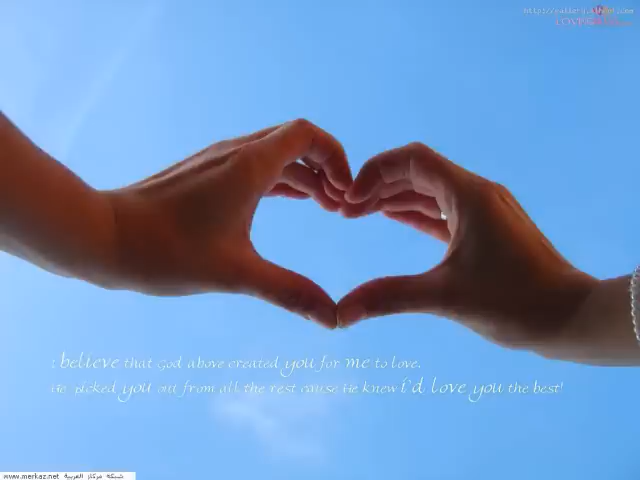 I believe that God above created you for me to love.
He picked you out from all the rest cause He knew I'd love you the best!
www.merkaz.net شبكة مركاز العربية